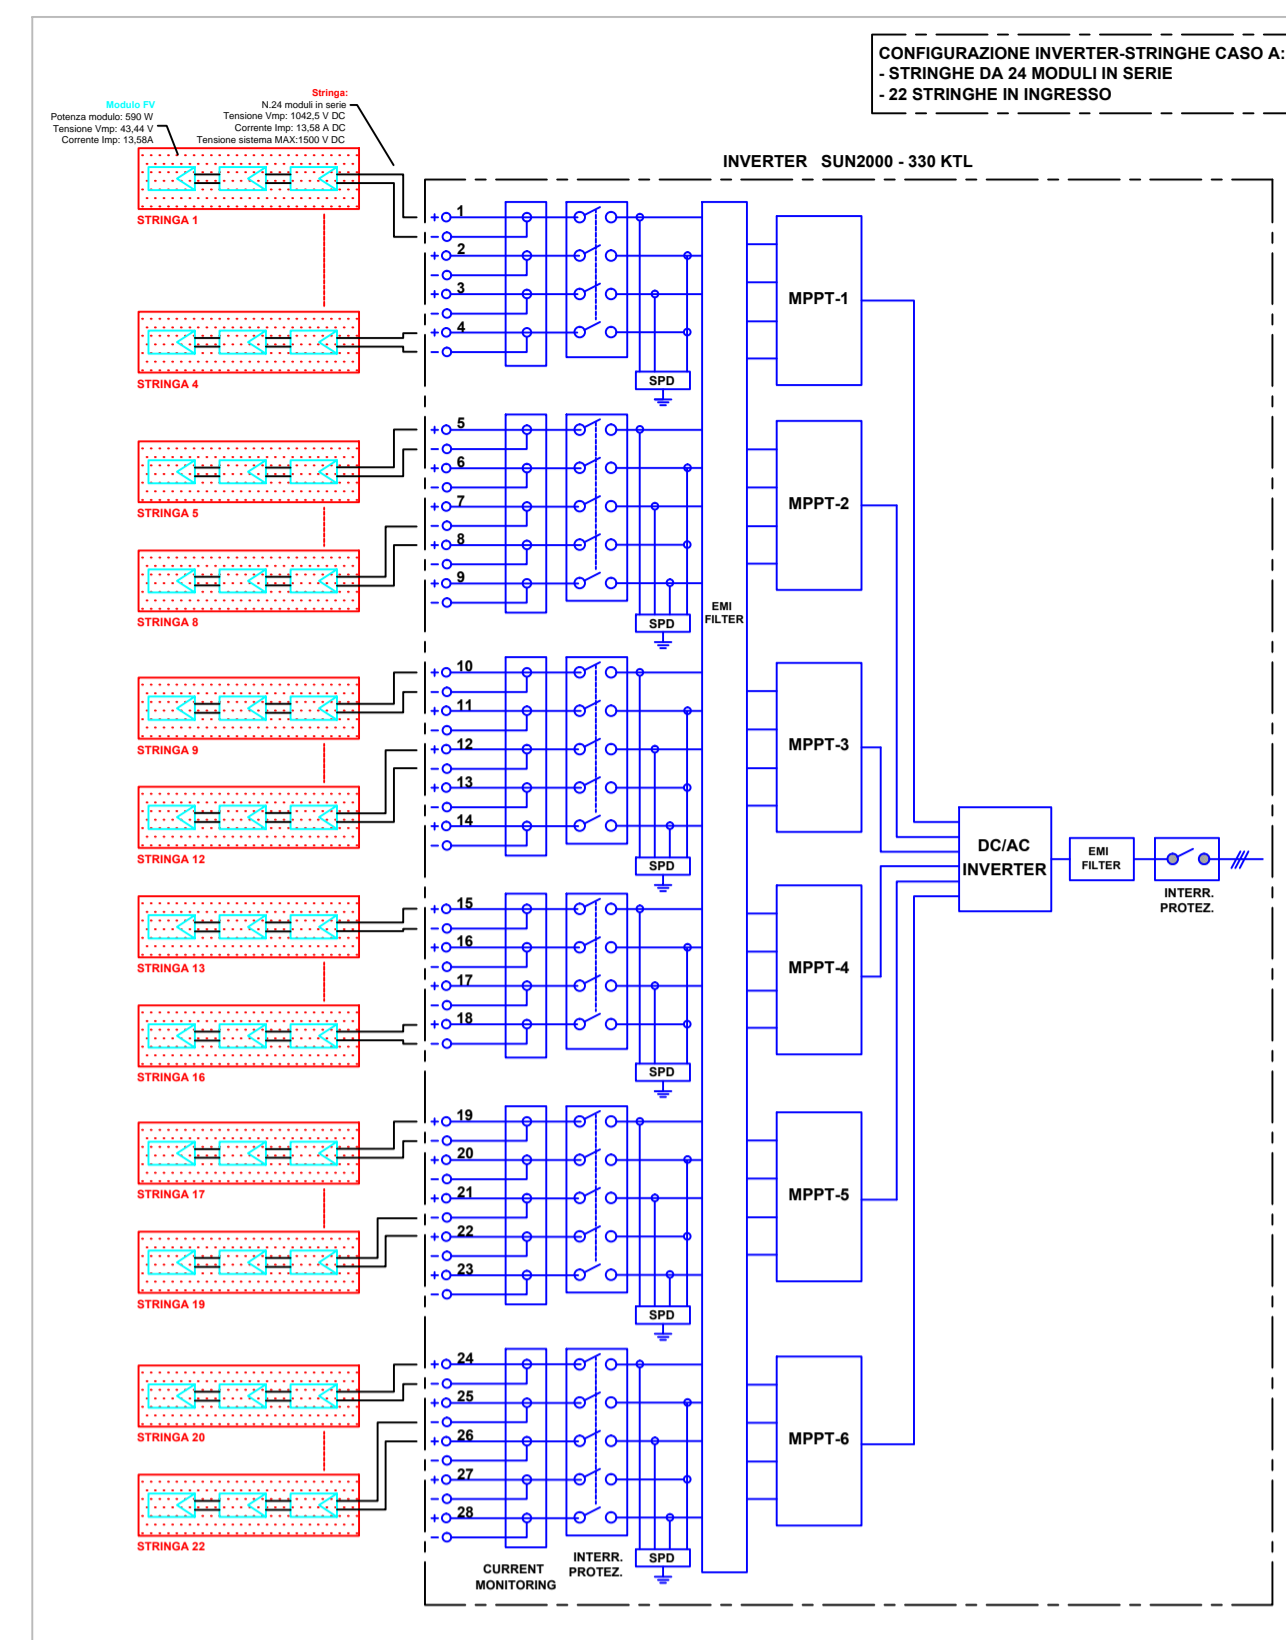 CONFIGURAZIONE INVERTER-STRINGHE CASO A:
- STRINGHE DA 24 MODULI IN SERIE
- 22 STRINGHE IN INGRESSO
Modulo FV
Potenza modulo: 590 W
Tensione Vmp: 43,44 V
Corrente Imp: 13,58A
Stringa:
N.24 moduli in serie
Tensione Vmp: 1042,5 V DC
Corrente Imp: 13,58 A DC
Tensione sistema MAX:1500 V DC
INVERTER SUN2000 - 330 KTL
STRINGA 1
STRINGA 4
+ 1
-
+ 2
-
+ 3
-
+ 4
-
SPD
MPPT-1
STRINGA 5
STRINGA 8
+ 5
-
+ 6
-
+ 7
-
+ 8
-
+ 9
-
SPD
MPPT-2
EMI
FILTER
STRINGA 9
STRINGA 12
+ 10
-
+ 11
-
+ 12
-
+ 13
-
+ 14
-
SPD
MPPT-3
STRINGA 13
STRINGA 16
+ 15
-
+ 16
-
+ 17
-
+ 18
-
SPD
MPPT-4
DC/AC
INVERTER
EMI
FILTER
INTERR.
PROTEZ.
STRINGA 17
STRINGA 19
+ 19
-
+ 20
-
+ 21
-
+ 22
-
+ 23
-
SPD
MPPT-5
STRINGA 20
STRINGA 22
+ 24
-
+ 25
-
+ 26
-
+ 27
-
+ 28
-
SPD
MPPT-6
CURRENT
MONITORING
INTERR.
PROTEZ.